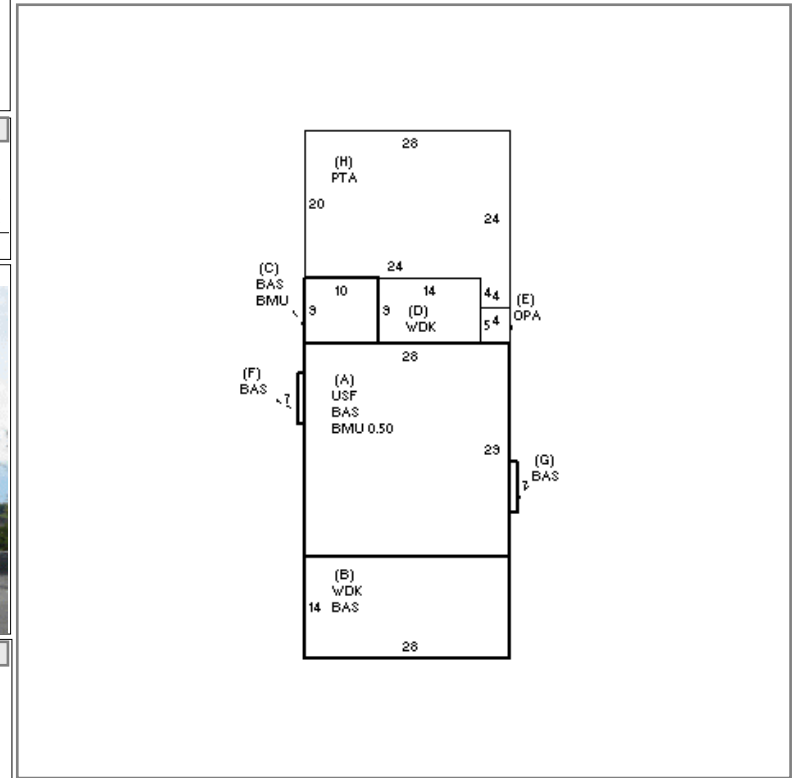 28
(H)
PTA
20
24
24
(C)
BAS
BMU
10
9
14
9
(D)
WDK
4 4
5 4
(E)
OPA
28
(F)
BAS
7
(A)
USF
BAS
BMU 0.50
29
(G)
BAS
(B)
WDK
14 BAS
28